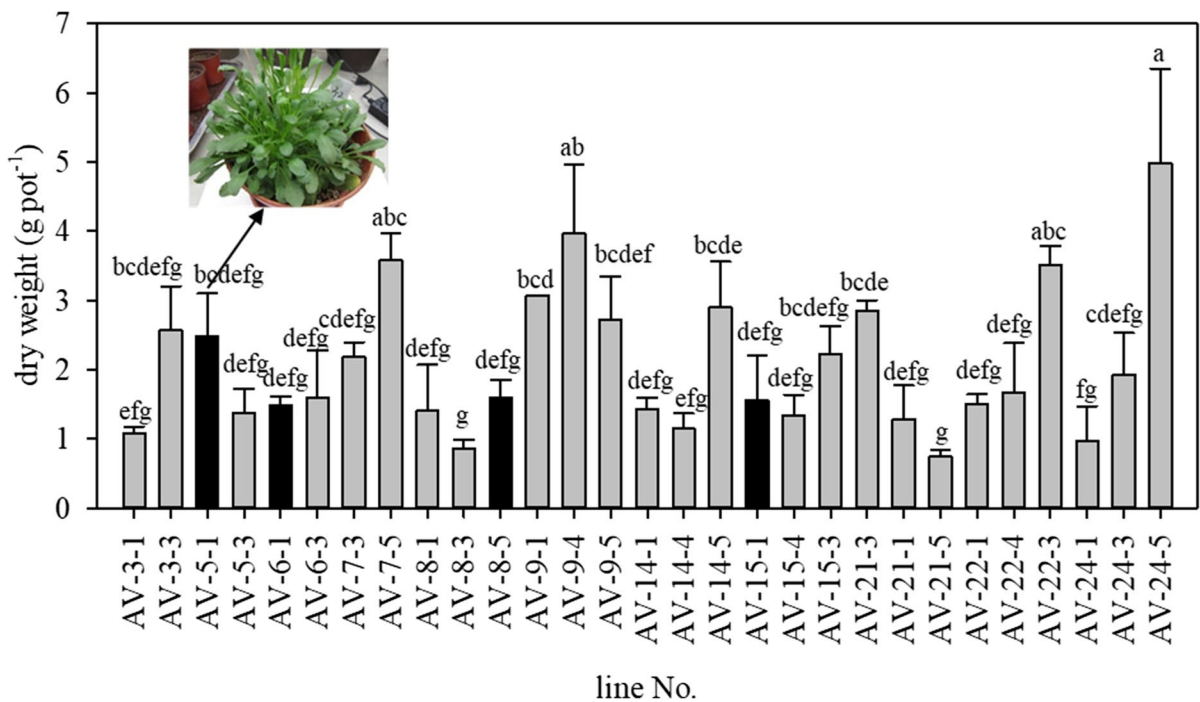 dry weight (g pot-1)
7
6
5
4
3
2
1
0
efg
bcdefg
bcdefg
defg
defg
defg
cdefg
abc
defg
g
defg
bcd
ab
bcdef
defg
efg
bcde
defg
defg
bcdefg
bcde
defg
g
defg
defg
abc
fg
cdefg
a
AV-3-1
AV-3-3
AV-5-1
AV-5-3
AV-6-1
AV-6-3
AV-7-3
AV-7-5
AV-8-1
AV-8-3
AV-8-5
AV-9-1
AV-9-4
AV-9-5
AV-14-1
AV-14-4
AV-14-5
AV-15-1
AV-15-4
AV-15-3
AV-21-3
AV-21-1
AV-21-5
AV-22-1
AV-22-4
AV-22-3
AV-24-1
AV-24-3
AV-24-5
line No.